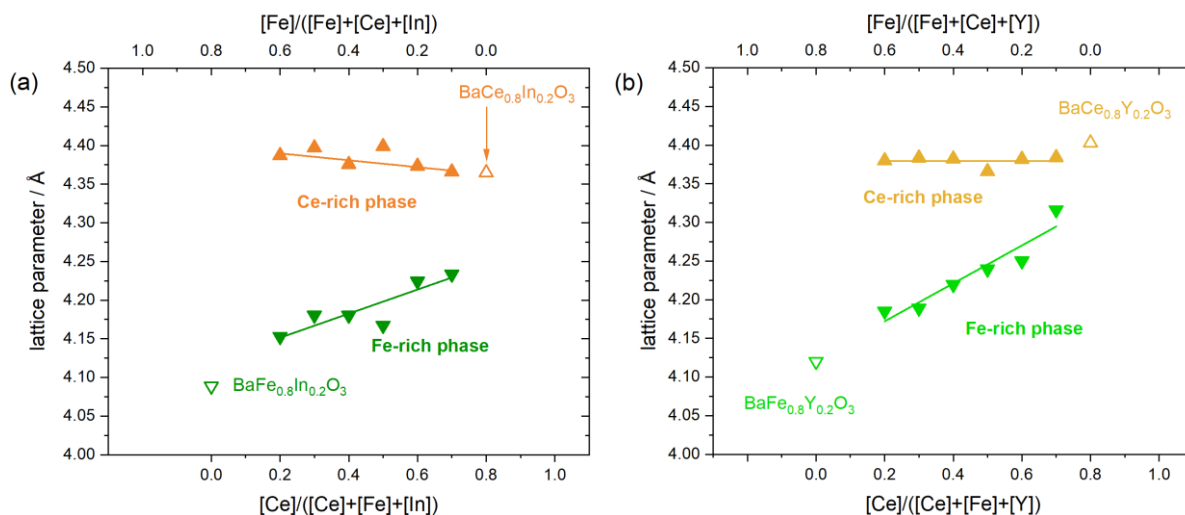 (a)
[Fe]/([Fe]+[Ce]+[In])
1.0 0.8 0.6 0.4 0.2 0.0
4.50
4.45
4.40
4.35
4.30
4.25
4.20
4.15
4.10
4.05
4.00
lattice parameter / Å
BaCe0.8In0.2O3
Ce-rich phase
Fe-rich phase
BaFe0.8In0.2O3
0.0 0.2 0.4 0.6 0.8 1.0
[Ce]/([Ce]+[Fe]+[In])
(b)
[Fe]/([Fe]+[Ce]+[Y])
1.0 0.8 0.6 0.4 0.2 0.0
4.50
4.45
4.40
4.35
4.30
4.25
4.20
4.15
4.10
4.05
4.00
lattice parameter / Å
BaCe0.8Y0.2O3
Ce-rich phase
Fe-rich phase
BaFe0.8Y0.2O3
0.0 0.2 0.4 0.6 0.8 1.0
[Ce]/([Ce]+[Fe]+[Y])